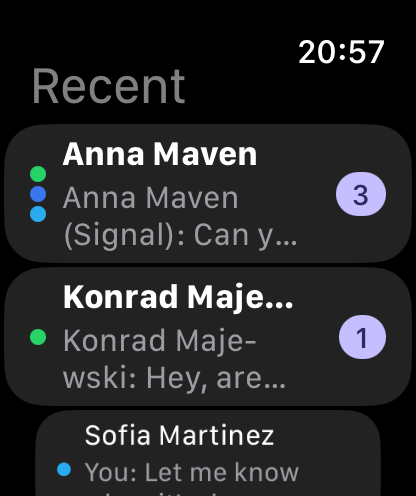 20:57
Recent
Anna Maven
Anna Maven
(Signal): Can y...
3
Konrad Maje...
Konrad Maje-
wski: Hey, are...
1
Sofia Martinez
You: Let me know